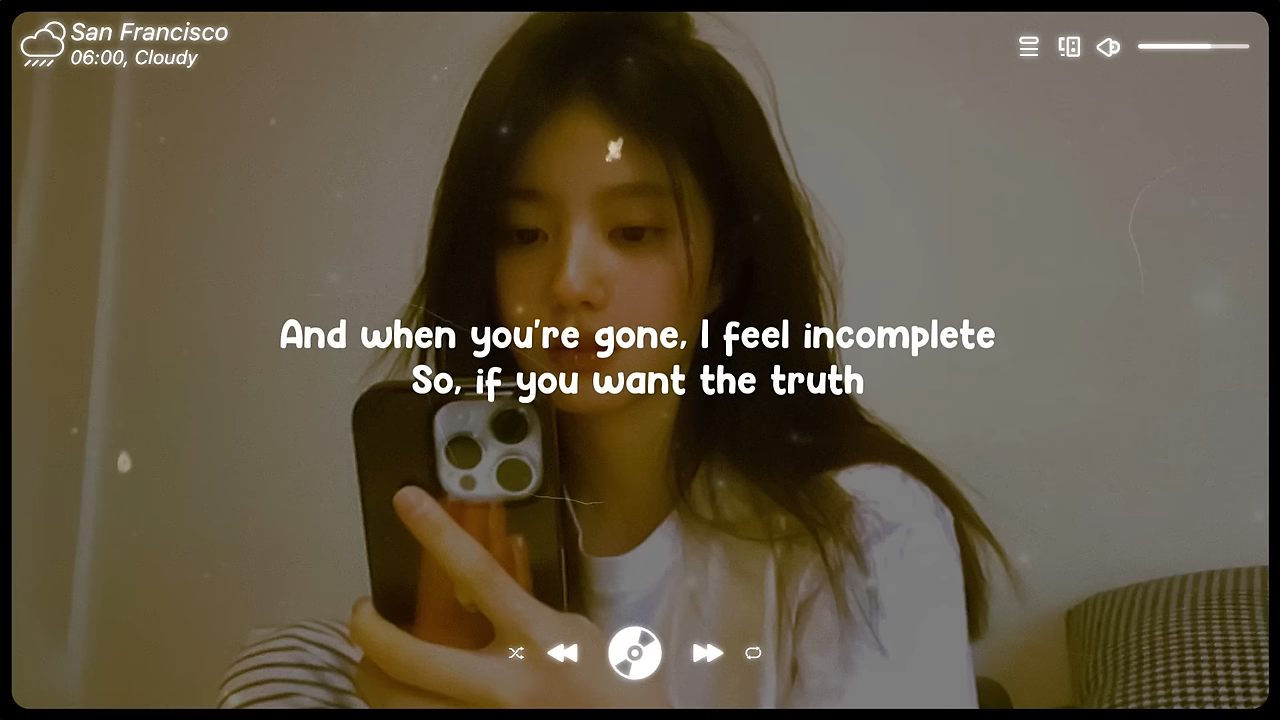 San Francisco
06:00, Cloudy
And when you're gone, I feel incomplete
So, if you want the truth